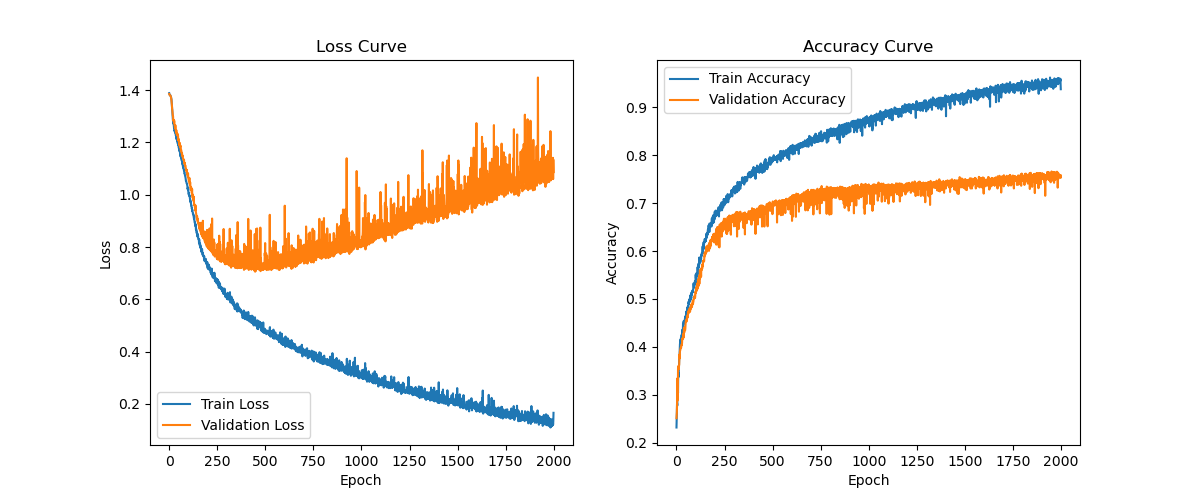 Loss Curve
1.4
1.2
1.0
0.8
0.6
0.4
0.2
Loss
Train Loss
Validation Loss
0 250 500 750 1000 1250 1500 1750 2000
Epoch
Accuracy Curve
Train Accuracy
Validation Accuracy
0.9
0.8
0.7
0.6
0.5
0.4
0.3
0.2
Accuracy
0 250 500 750 1000 1250 1500 1750 2000
Epoch